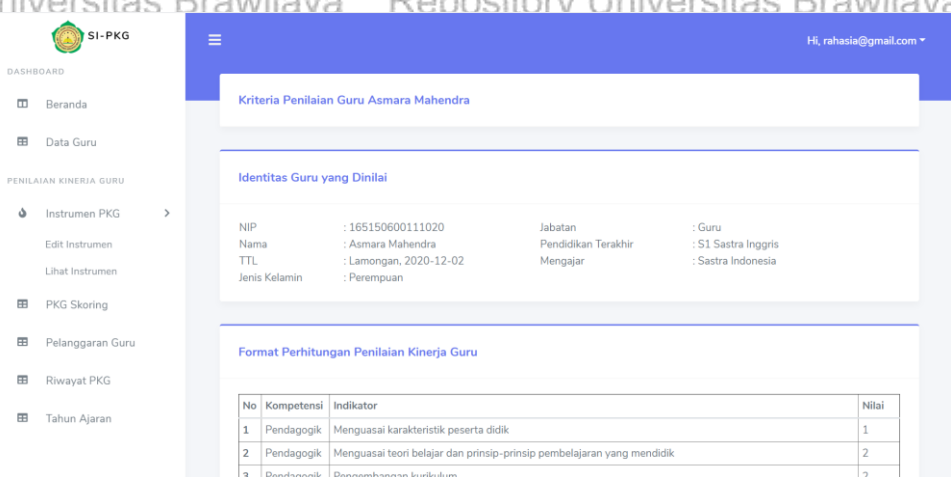 Universitas Brawijaya Repository Universitas Brawijaya
SI-PKG
Hi, rahasia@gmail.com
DASHBOARD
Beranda
Data Guru
PENILAIAN KINERJA GURU
Instrumen PKG
Edit Instrumen
Lihat Instrumen
PKG Skoring
Pelanggaran Guru
Riwayat PKG
Tahun Ajaran
Kriteria Penilaian Guru Asmara Mahendra
Identitas Guru yang Dinilai
NIP : 165150600111020 Jabatan : Guru
Nama : Asmara Mahendra Pendidikan Terakhir : S1 Sastra Inggris
TTL : Lamongan, 2020-12-02 Mengajar : Sastra Indonesia
Jenis Kelamin : Perempuan
Format Perhitungan Penilaian Kinerja Guru
No Kompetensi Indikator Nilai
1 Pendagogik Menguasai karakteristik peserta didik 1
2 Pendagogik Menguasai teori belajar dan prinsip-prinsip pembelajaran yang mendidik 2
3 Pendagogik Pengembangan kurikulum 2